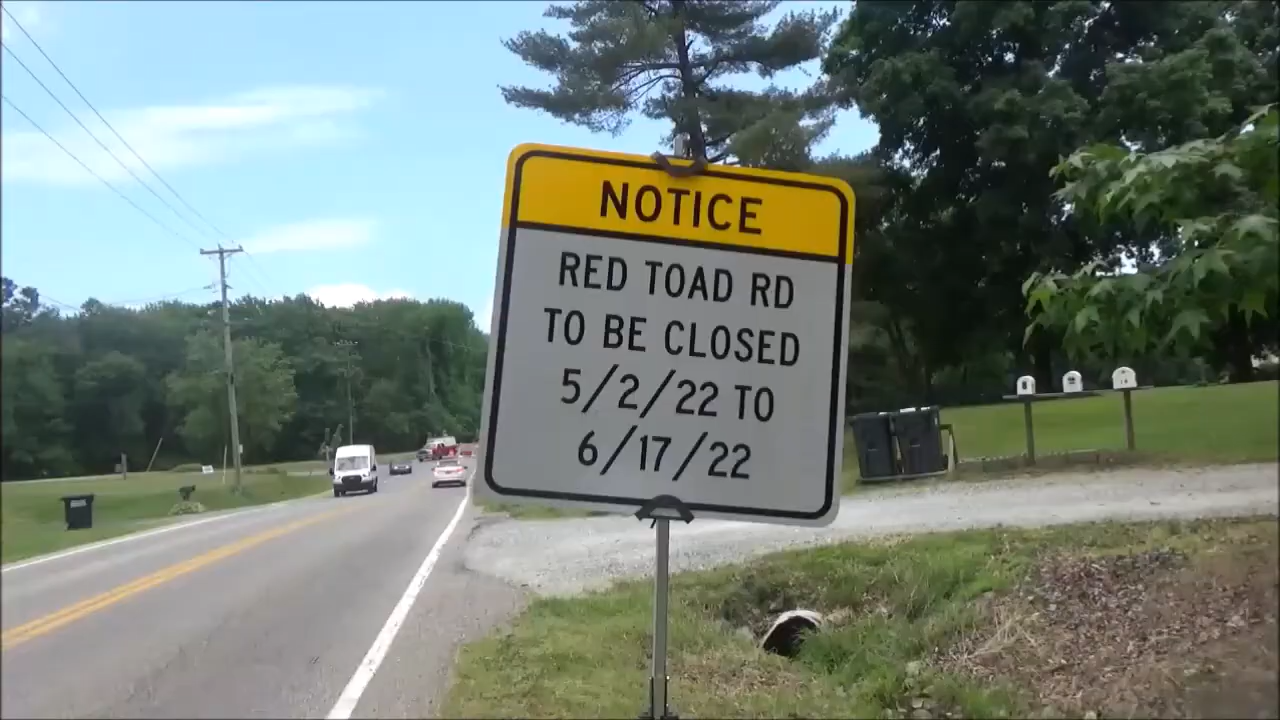 NOTICE
RED TOAD RD
TO BE CLOSED
5/2/22 TO
6/17/22